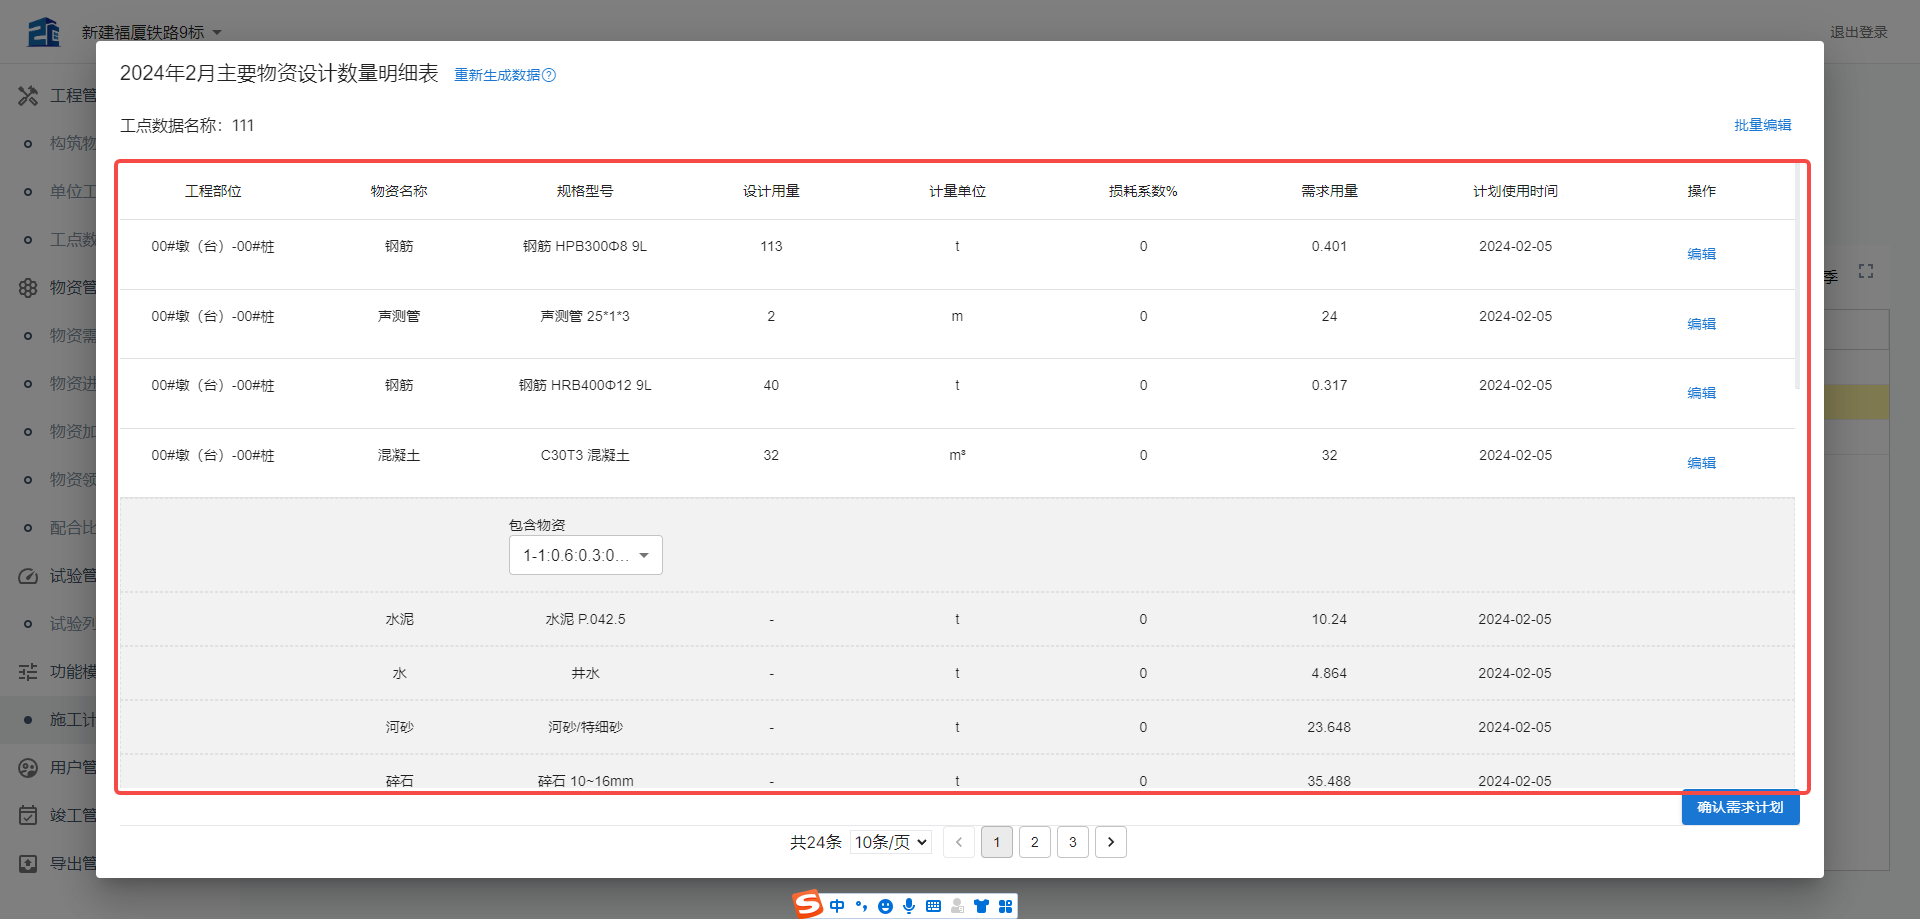 新建福厦铁路9标
退出登录
2024年2月主要物资设计数量明细表 重新生成数据?
工点数据名称：111
批量编辑
工程部位 物资名称 规格型号 设计用量 计量单位 损耗系数% 需求用量 计划使用时间 操作
00#墩（台）-00#桩 钢筋 钢筋 HPB300Φ8 9L 113 t 0 0.401 2024-02-05 编辑
00#墩（台）-00#桩 声测管 声测管 25*1*3 2 m 0 24 2024-02-05 编辑
00#墩（台）-00#桩 钢筋 钢筋 HRB400Φ12 9L 40 t 0 0.317 2024-02-05 编辑
00#墩（台）-00#桩 混凝土 C30T3 混凝土 32 m³ 0 32 2024-02-05 编辑
包含物资
1-1:0.6:0.3:0...
水泥 水泥 P.042.5 - t 0 10.24 2024-02-05
水 井水 - t 0 4.864 2024-02-05
河砂 河砂/特细砂 - t 0 23.648 2024-02-05
碎石 碎石 10~16mm - t 0 35.488 2024-02-05
确认需求计划
共24条 10条/页 1 2 3
工程管
构筑物
单位工
工点数
物资管
物资需
物资进
物资加
物资领
配合比
试验管
试验列
功能模
施工计
用户管
竣工管
导出管
季
中